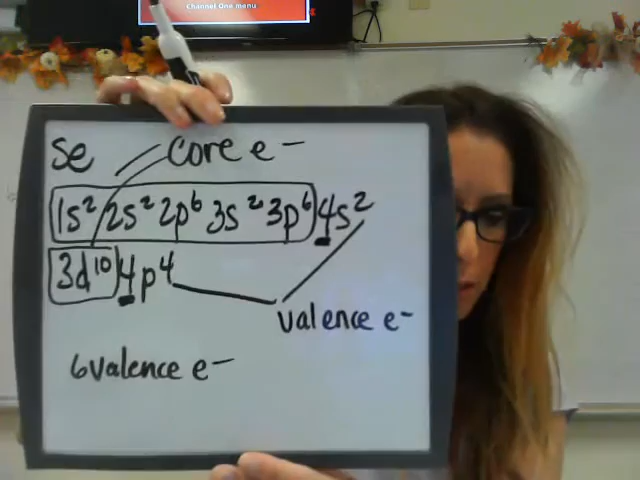 Channel One menu
Se core e-
1s² 2s² 2p⁶ 3s² 3p⁶ 4s²
3d¹⁰ 4p⁴
valence e-
6 valence e-